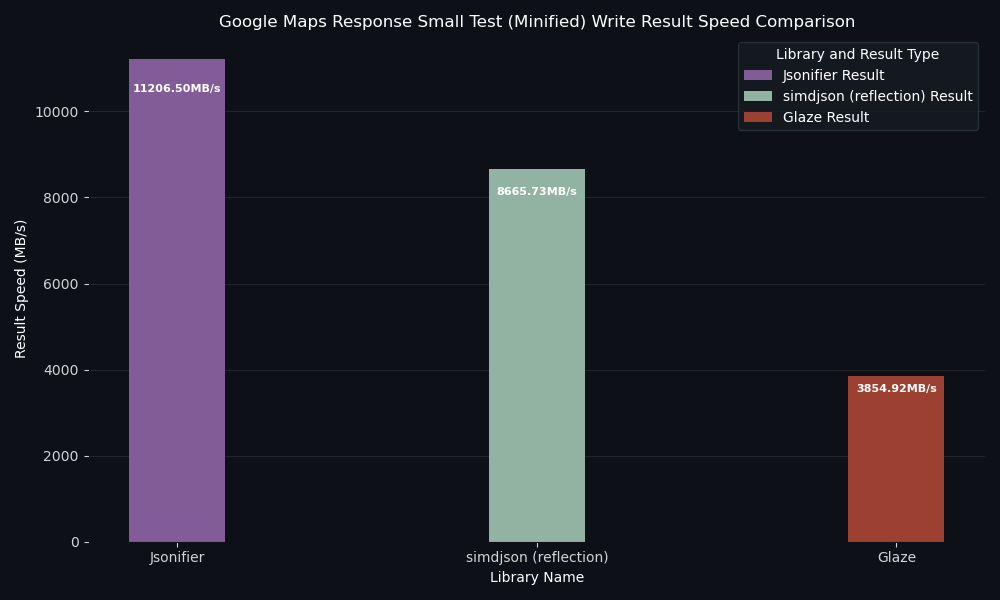 Google Maps Response Small Test (Minified) Write Result Speed Comparison
Library and Result Type
Jsonifier Result
simdjson (reflection) Result
Glaze Result
11206.50MB/s
8665.73MB/s
3854.92MB/s
Result Speed (MB/s)
10000
8000
6000
4000
2000
0
Jsonifier
simdjson (reflection)
Glaze
Library Name